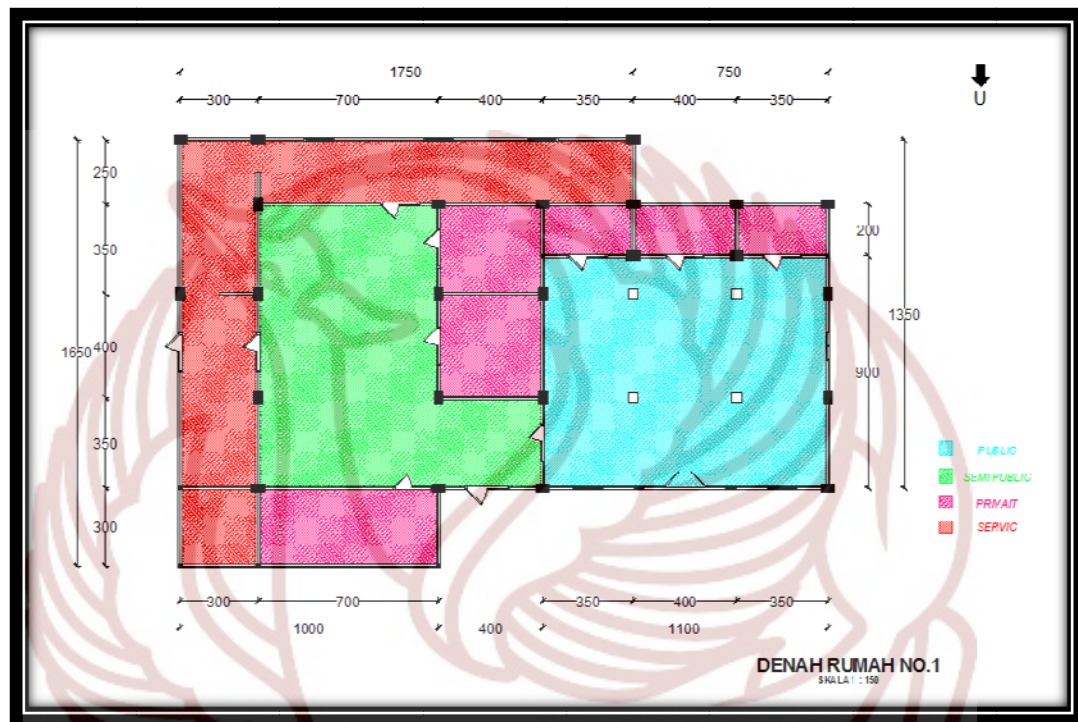 1750 750
300 700 400 350 400 350
U
250
350
400
350
300
1650
200
900
1350
PUBLIC
SEMI PUBLIC
PRIVAIT
SERVIC
300 700 350 400 350
1000 400 1100
DENAH RUMAH NO.1
SKALA 1 : 150